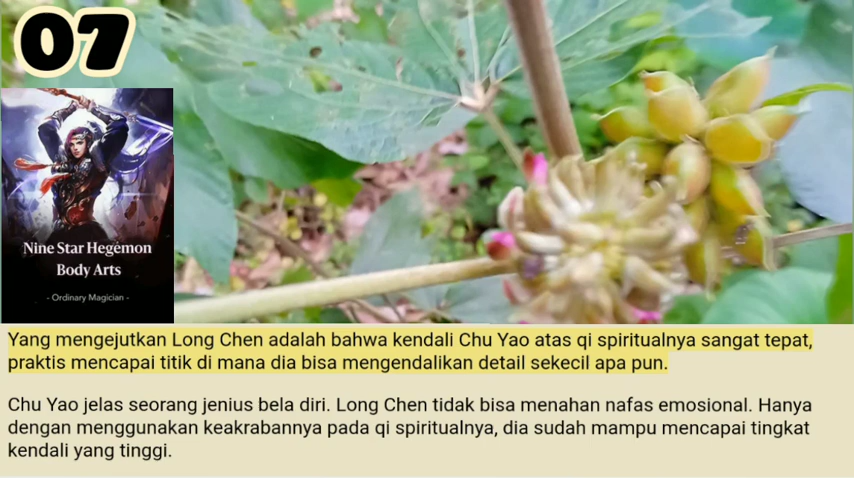 07
Nine Star Hegemon
Body Arts
- Ordinary Magician -
Yang mengejutkan Long Chen adalah bahwa kendali Chu Yao atas qi spiritualnya sangat tepat,
praktis mencapai titik di mana dia bisa mengendalikan detail sekecil apa pun.
Chu Yao jelas seorang jenius bela diri. Long Chen tidak bisa menahan nafas emosional. Hanya
dengan menggunakan keakrabannya pada qi spiritualnya, dia sudah mampu mencapai tingkat
kendali yang tinggi.